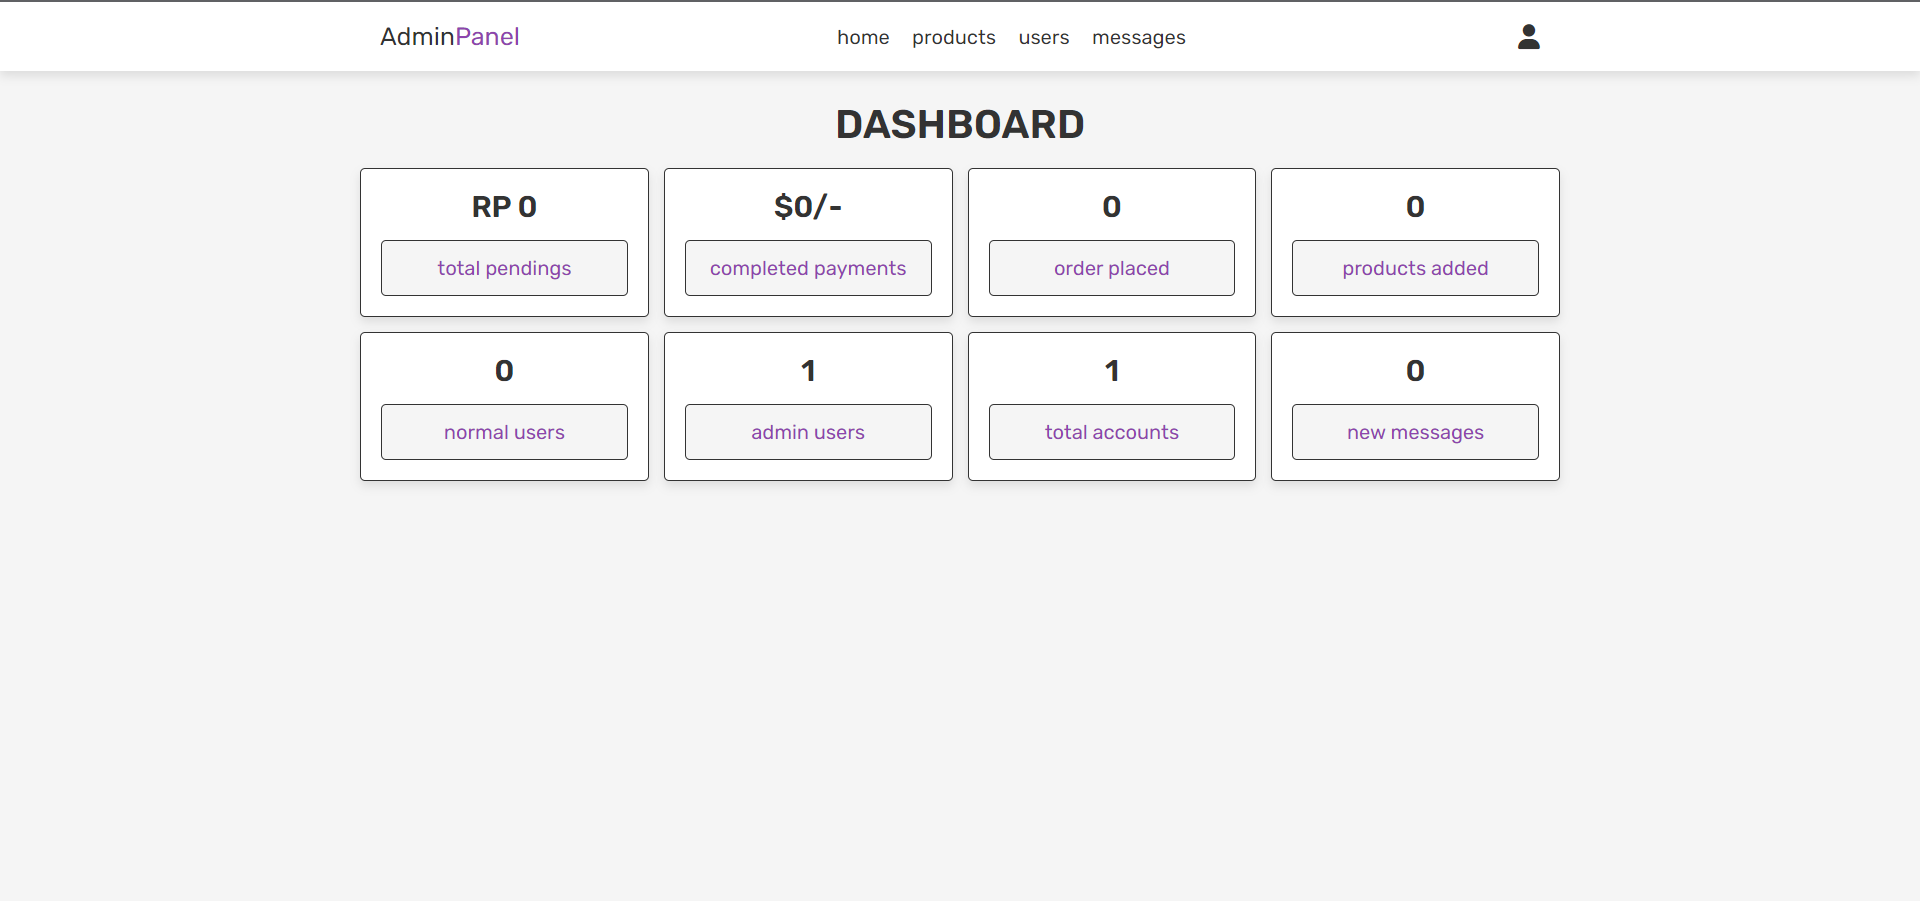 AdminPanel
home products users messages
DASHBOARD
RP 0
total pendings
$0/-
completed payments
0
order placed
0
products added
0
normal users
1
admin users
1
total accounts
0
new messages